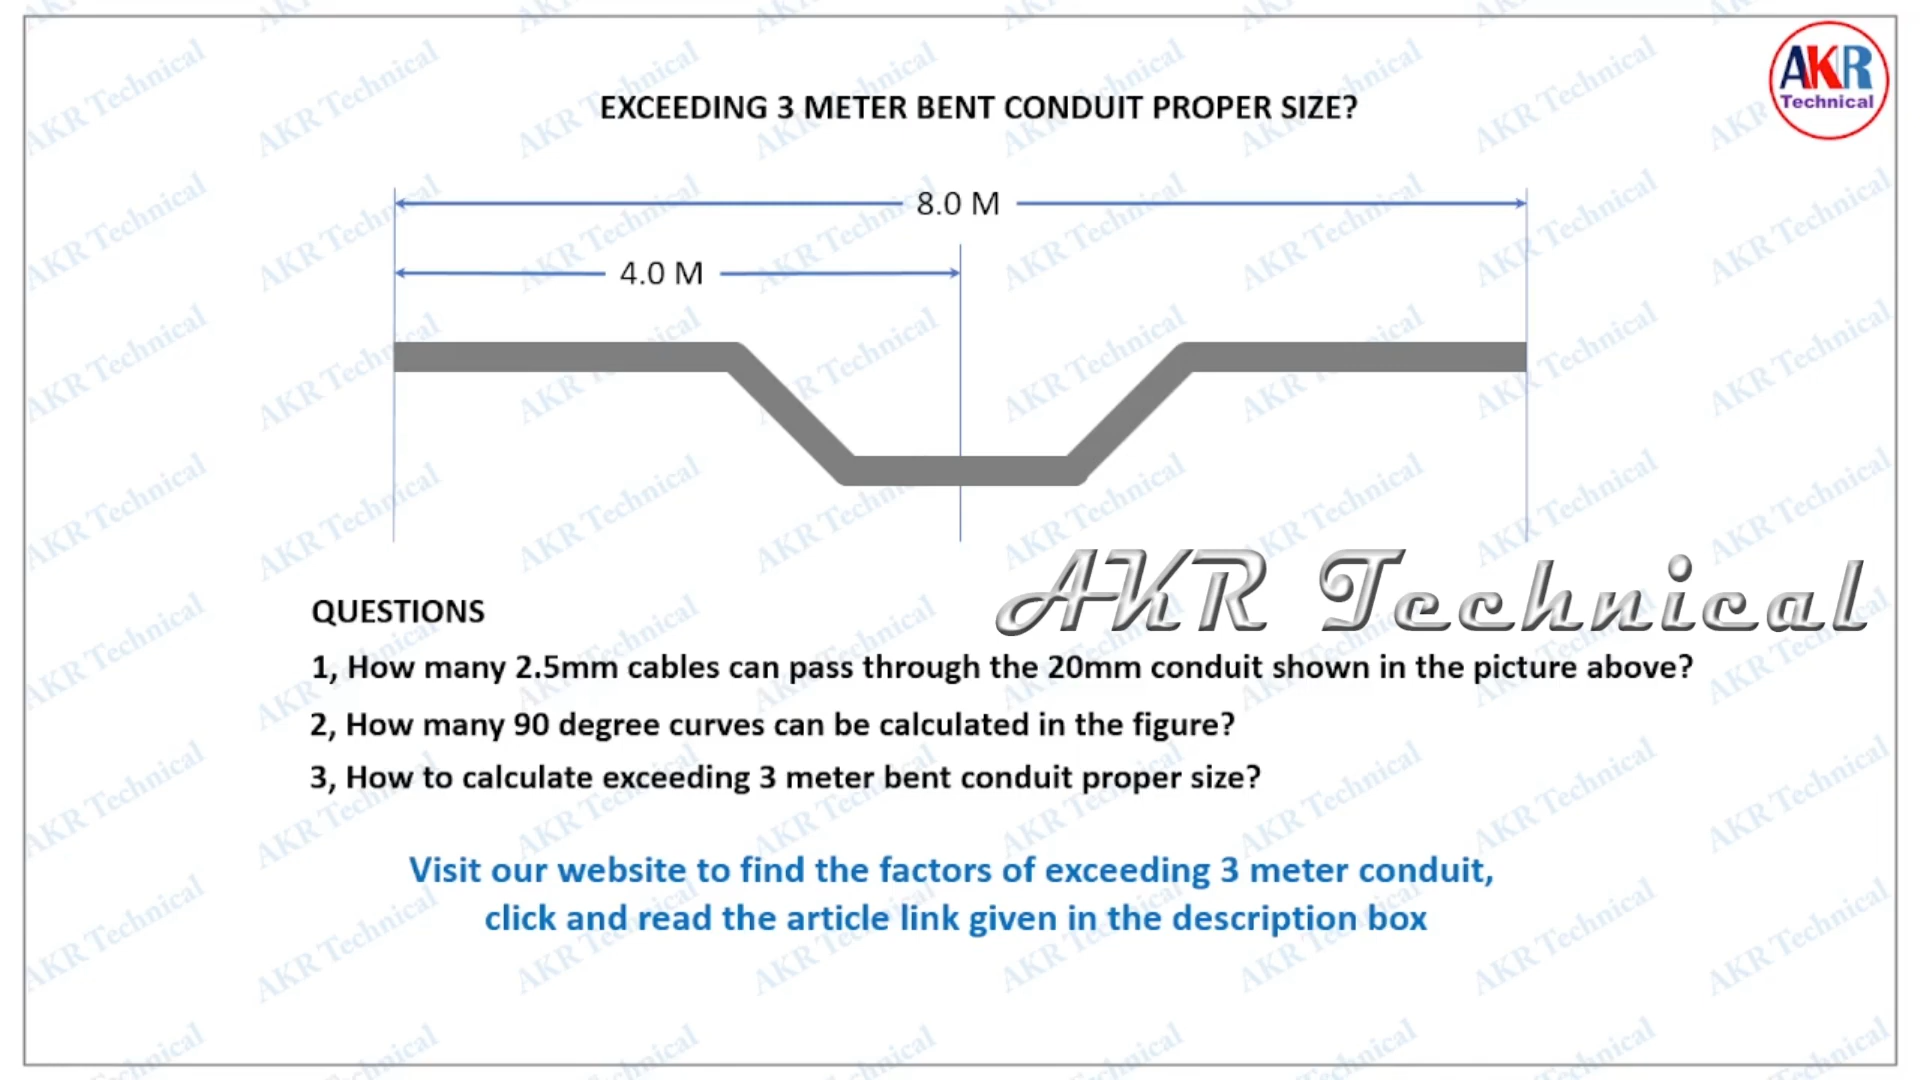 AKR
Technical
EXCEEDING 3 METER BENT CONDUIT PROPER SIZE?
8.0 M
4.0 M
AKR Technical
QUESTIONS
1, How many 2.5mm cables can pass through the 20mm conduit shown in the picture above?
2, How many 90 degree curves can be calculated in the figure?
3, How to calculate exceeding 3 meter bent conduit proper size?
Visit our website to find the factors of exceeding 3 meter conduit,
click and read the article link given in the description box